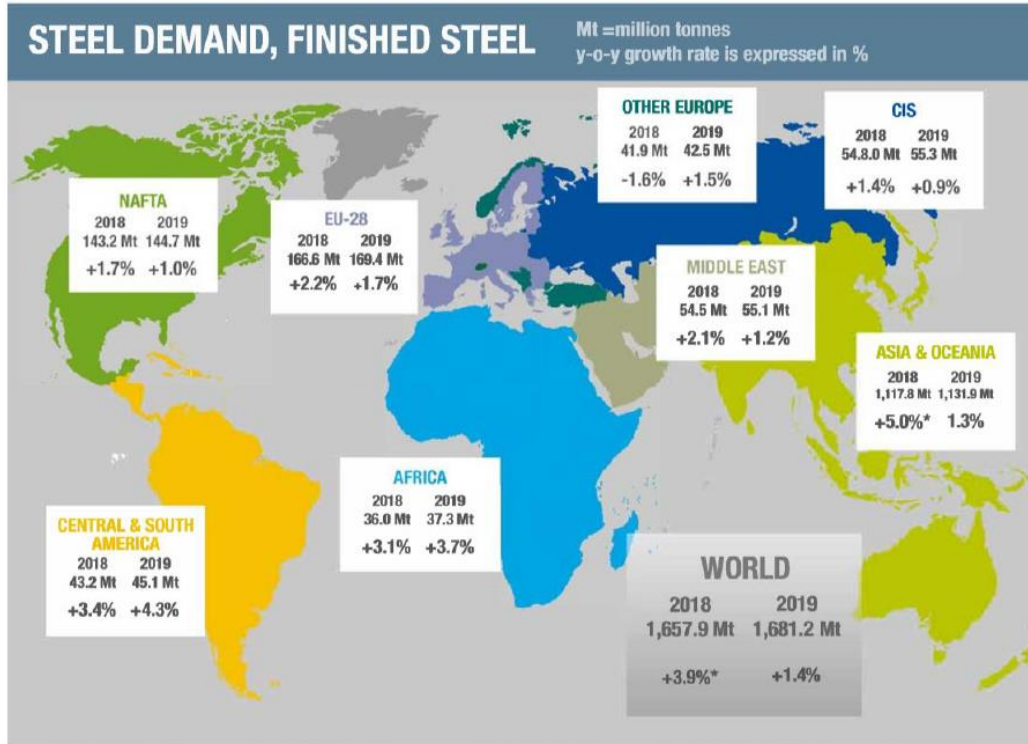 STEEL DEMAND, FINISHED STEEL
Mt =million tonnes
y-o-y growth rate is expressed in %
OTHER EUROPE
2018 2019
41.9 Mt 42.5 Mt
-1.6% +1.5%
CIS
2018 2019
54.8.0 Mt 55.3 Mt
+1.4% +0.9%
NAFTA
2018 2019
143.2 Mt 144.7 Mt
+1.7% +1.0%
EU-28
2018 2019
166.6 Mt 169.4 Mt
+2.2% +1.7%
MIDDLE EAST
2018 2019
54.5 Mt 55.1 Mt
+2.1% +1.2%
ASIA & OCEANIA
2018 2019
1,117.8 Mt 1,131.9 Mt
+5.0%* 1.3%
AFRICA
2018 2019
36.0 Mt 37.3 Mt
+3.1% +3.7%
CENTRAL & SOUTH
AMERICA
2018 2019
43.2 Mt 45.1 Mt
+3.4% +4.3%
WORLD
2018 2019
1,657.9 Mt 1,681.2 Mt
+3.9%* +1.4%